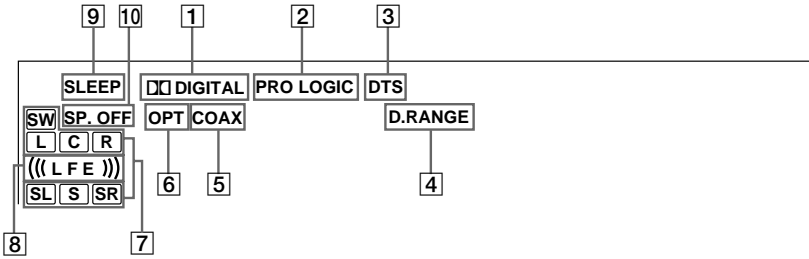 9 10 1 2 3
SLEEP DIGITAL PRO LOGIC DTS
SW SP. OFF OPT COAX D.RANGE
L C R
((( L F E )))
6 5 4
SL S SR
8 7